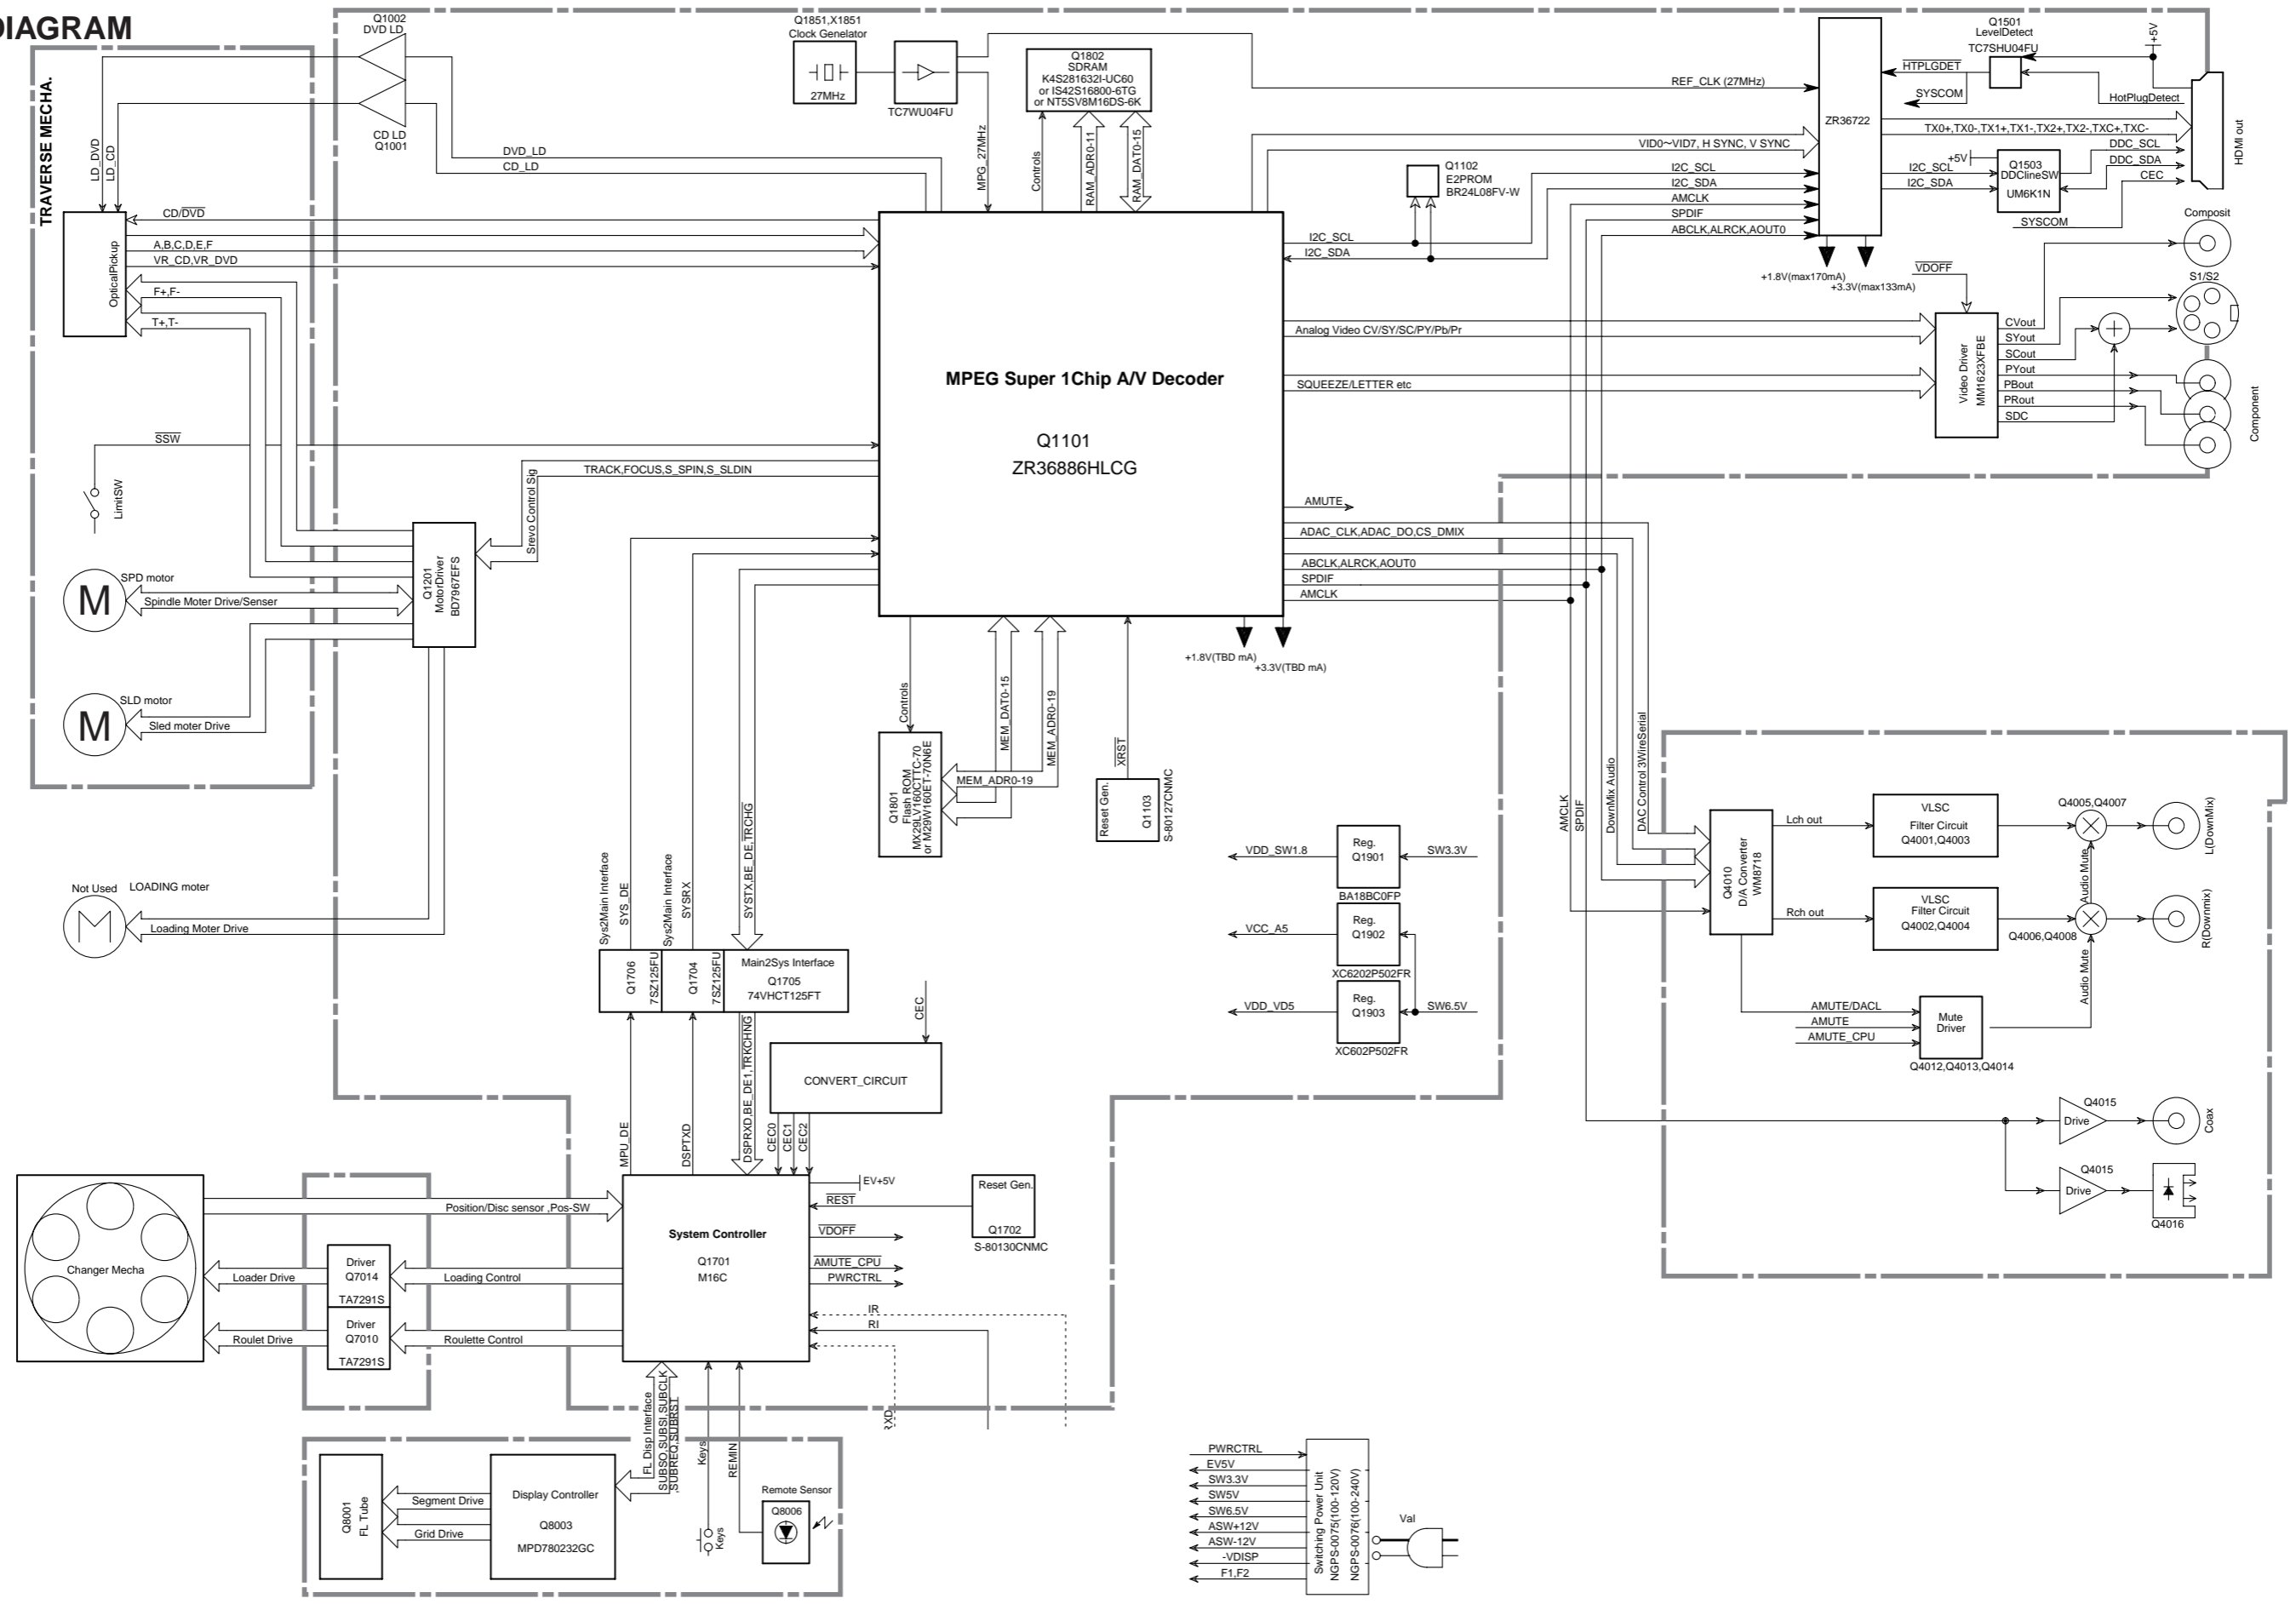 DIAGRAM
TRAVERSE MECHA.
Q1002
DVD LD
CD LD
Q1001
LD_DVD
LD_CD
DVD_LD
CD_LD
OpticalPickup
CD/DVD
A,B,C,D,E,F
VR_CD,VR_DVD
F+,F-
T+,T-
SSW
LimitSW
SPD motor
M
Spindle Moter Drive/Senser
SLD motor
M
Sled moter Drive
Not Used
LOADING moter
M
Loading Moter Drive
Q1201
MotorDriver
BD7967EFS
Srevo Control Sig
TRACK,FOCUS,S_SPIN,S_SLDIN
Q1851,X1851
Clock Genelator
27MHz
TC7WU04FU
MPG_27MHz
Q1802
SDRAM
K4S281632I-UC60
or IS42S16800-6TG
or NT5SV8M16DS-6K
Controls
RAM_ADR0-11
RAM_DAT0-15
MPEG Super 1Chip A/V Decoder
Q1101
ZR36886HLCG
REF_CLK (27MHz)
VID0~VID7, H SYNC, V SYNC
Q1102
E2PROM
BR24L08FV-W
I2C_SCL
I2C_SDA
AMCLK
SPDIF
ABCLK,ALRCK,AOUT0
I2C_SCL
I2C_SDA
ZR36722
+1.8V(max170mA)
+3.3V(max133mA)
Q1501
LevelDetect
TC7SHU04FU
+5V
HTPLGDET
SYSCOM
HotPlugDetect
TX0+,TX0-,TX1+,TX1-,TX2+,TX2-,TXC+,TXC-
+5V
I2C_SCL
I2C_SDA
Q1503
DDClineSW
UM6K1N
DDC_SCL
DDC_SDA
CEC
SYSCOM
HDMI out
Composit
S1/S2
Component
VDOFF
Analog Video CV/SY/SC/PY/Pb/Pr
SQUEEZE/LETTER etc
Video Driver
MM1623XFBE
CVout
SYout
SCout
PYout
PBout
PRout
SDC
AMUTE
ADAC_CLK,ADAC_DO,CS_DMIX
ABCLK,ALRCK,AOUT0
SPDIF
AMCLK
+1.8V(TBD mA)
+3.3V(TBD mA)
Controls
MEM_DAT0-15
MEM_ADR0-19
MEM_ADR0-19
Q1801
Flash ROM
MX29LV160CTTC-70
or M29W160ET-70N6E
XRST
Reset Gen.
Q1103
S-80127CNMC
VDD_SW1.8
Reg.
Q1901
SW3.3V
BA18BC0FP
VCC_A5
Reg.
Q1902
XC6202P502FR
VDD_VD5
Reg.
Q1903
SW6.5V
XC602P502FR
AMCLK
SPDIF
DownMix Audio
DAC Control 3WireSerial
Q4010
D/A Converter
WM8718
Lch out
Rch out
VLSC
Filter Circuit
Q4001,Q4003
VLSC
Filter Circuit
Q4002,Q4004
Q4005,Q4007
Q4006,Q4008
Audio Mute
Audio Mute
L(DownMix)
R(Downmix)
AMUTE/DACL
AMUTE
AMUTE_CPU
Mute
Driver
Q4012,Q4013,Q4014
Q4015
Drive
Coax
Q4015
Drive
Q4016
Sys2Main Interface
SYS_DE
Sys2Main Interface
SYSRX
SYSTX,BE_DE,TRCHG
Q1706
7SZ125FU
Q1704
7SZ125FU
Main2Sys Interface
Q1705
74VHCT125FT
MPU_DE
DSPTXD
DSPRXD,BE_DE1,TRKCHNG
CEC
CONVERT_CIRCUIT
CEC0
CEC1
CEC2
System Controller
Q1701
M16C
EV+5V
REST
Reset Gen.
Q1702
S-80130CNMC
VDOFF
AMUTE_CPU
PWRCTRL
IR
RI
Changer Mecha
Position/Disc sensor ,Pos-SW
Loader Drive
Driver
Q7014
TA7291S
Loading Control
Roulet Drive
Driver
Q7010
TA7291S
Roulette Control
FL Disp Interface
SUBSO,SUBSI,SUBCLK
,SUBREQ,SUBRST
Keys
REMIN
Q8001
FL Tube
Segment Drive
Grid Drive
Display Controller
Q8003
MPD780232GC
Keys
Remote Sensor
Q8006
PWRCTRL
EV5V
SW3.3V
SW5V
SW6.5V
ASW+12V
ASW-12V
-VDISP
F1,F2
Switching Power Unit
NGPS-0075(100-120V)
NGPS-0076(100-240V)
Val